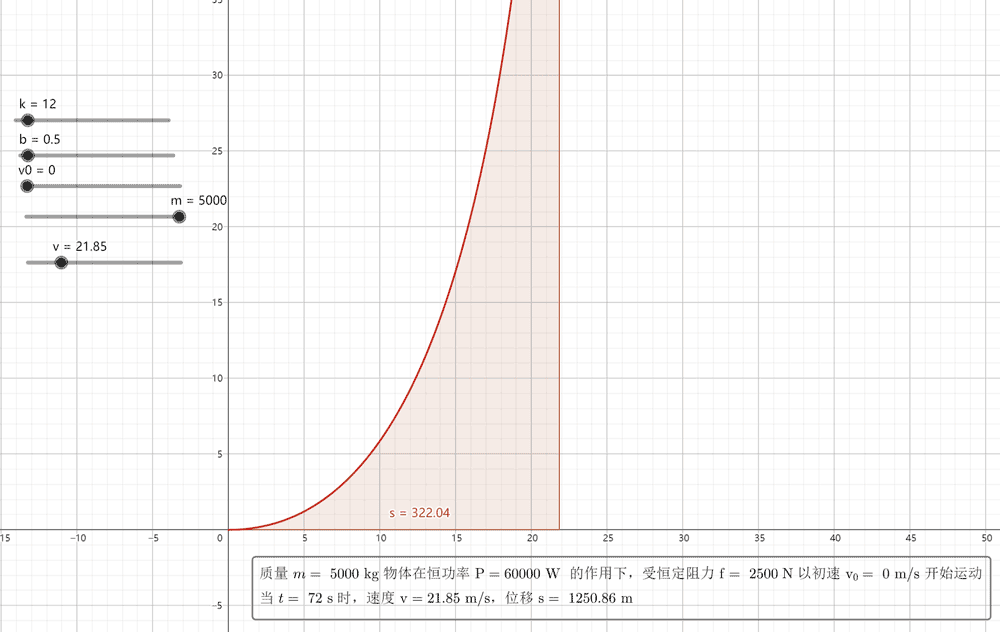 35
30
k = 12
25
b = 0.5
v0 = 0
m = 5000
20
v = 21.85
15
10
5
s = 322.04
15 −10 −5 0 5 10 15 20 25 30 35 40 45 50
质量 m = 5000 kg 物体在恒功率 P = 60000 W 的作用下，受恒定阻力 f = 2500 N 以初速 v₀ = 0 m/s 开始运动
当 t = 72 s 时，速度 v = 21.85 m/s，位移 s = 1250.86 m
−5